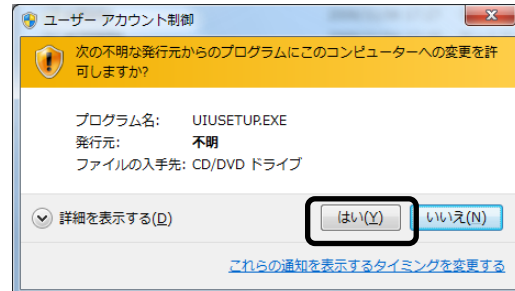 ユーザー アカウント制御
次の不明な発行元からのプログラムにこのコンピューターへの変更を許
可しますか?
プログラム名: UIUSETUP.EXE
発行元: 不明
ファイルの入手先: CD/DVD ドライブ
詳細を表示する(D) はい(Y) いいえ(N)
これらの通知を表示するタイミングを変更する